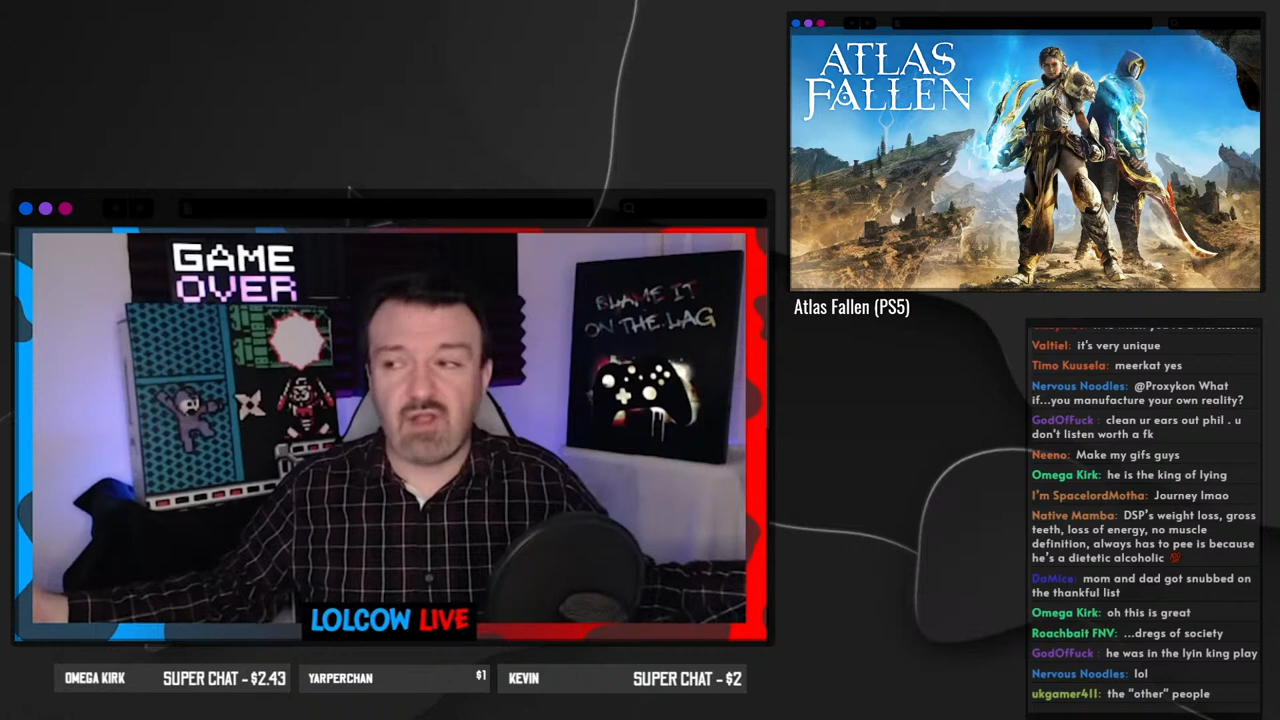 ATLAS
FALLEN
Atlas Fallen (PS5)
GAME
OVER
BLAME IT
ON THE LAG
LOLCOW LIVE
OMEGA KIRK SUPER CHAT - $2.43
YARPERCHAN $1
KEVIN SUPER CHAT - $2
Valtiel: it's very unique
Timo Kuusela: meerkat yes
Nervous Noodles: @Proxykon What
if...you manufacture your own reality?
GodOfFuck : clean ur ears out phil . u
don't listen worth a fk
Neeno: Make my gifs guys
Omega Kirk: he is the king of lying
I'm SpacelordMotha: Journey lmao
Native Mamba: DSP's weight loss, gross
teeth, loss of energy, no muscle
definition, always has to pee is because
he's a dietetic alcoholic 💯
DaMice: mom and dad got snubbed on
the thankful list
Omega Kirk: oh this is great
Roachbait FNV: ...dregs of society
GodOfFuck : he was in the lyin king play
Nervous Noodles: lol
ukgamer411: the "other" people